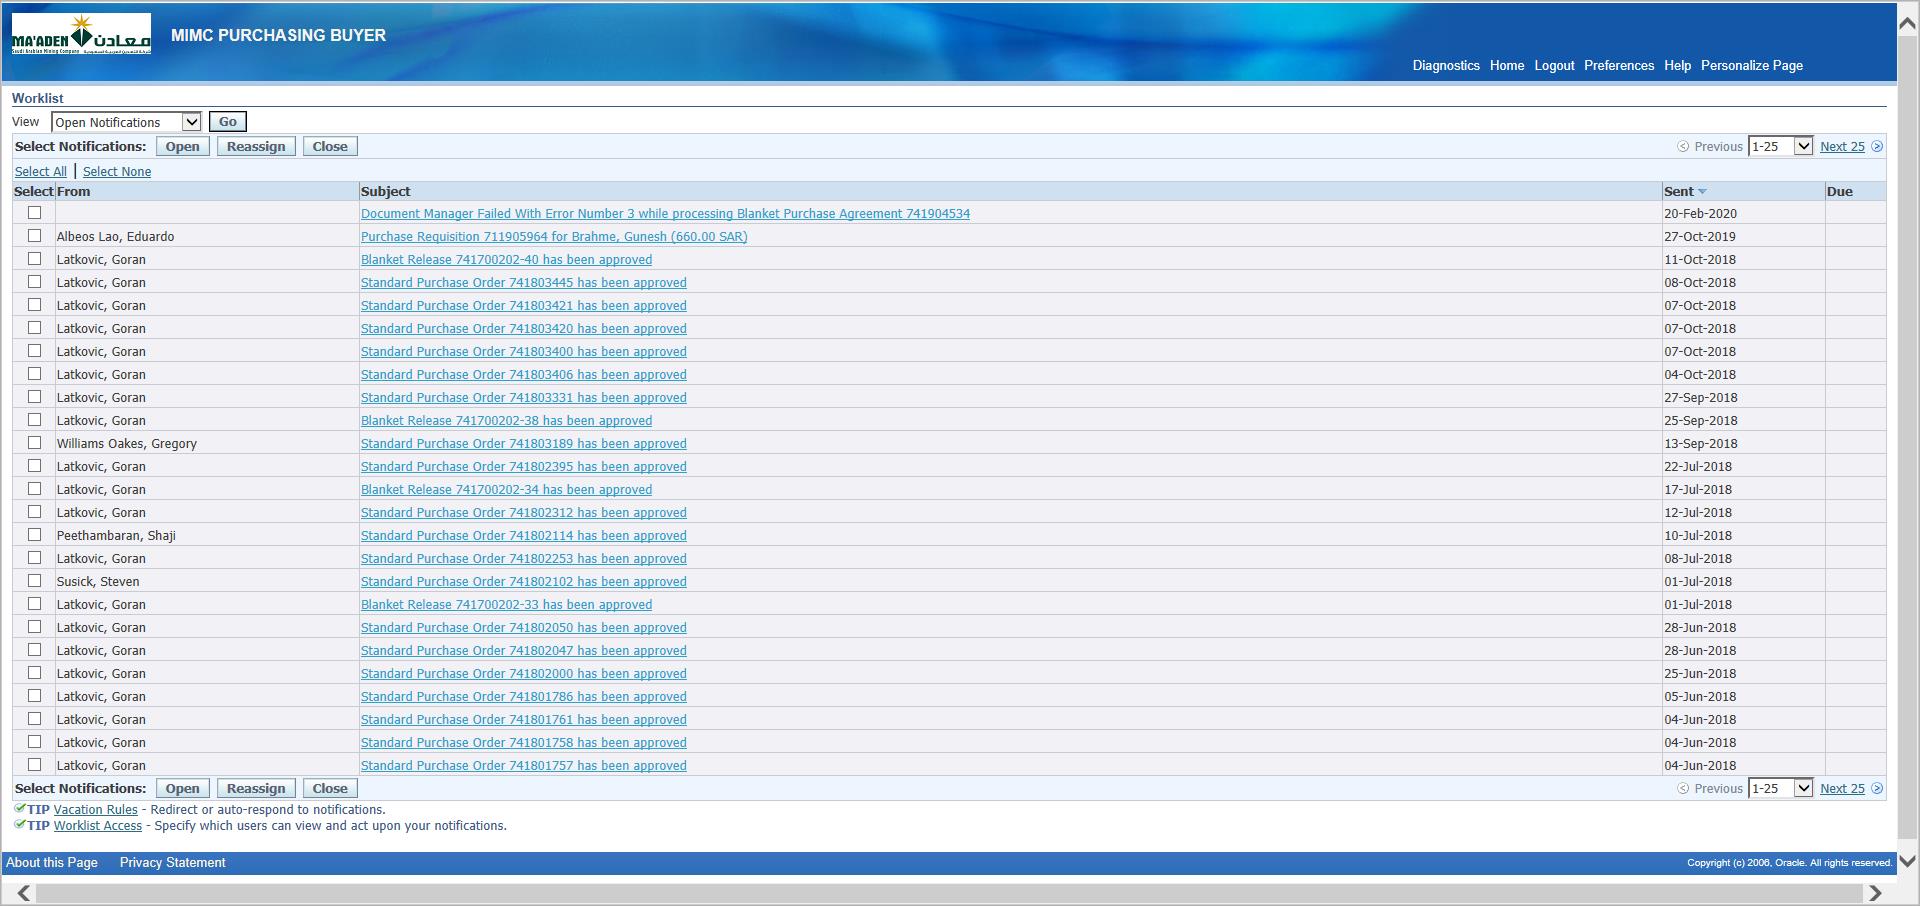 MA'ADEN معادن
Saudi Arabian Mining Company
MIMC PURCHASING BUYER
Diagnostics Home Logout Preferences Help Personalize Page
Worklist
View Open Notifications Go
Select Notifications: Open Reassign Close Previous 1-25 Next 25
Select All | Select None
Select From Subject Sent Due
Document Manager Failed With Error Number 3 while processing Blanket Purchase Agreement 741904534 20-Feb-2020
Albeos Lao, Eduardo Purchase Requisition 711905964 for Brahme, Gunesh (660.00 SAR) 27-Oct-2019
Latkovic, Goran Blanket Release 741700202-40 has been approved 11-Oct-2018
Latkovic, Goran Standard Purchase Order 741803445 has been approved 08-Oct-2018
Latkovic, Goran Standard Purchase Order 741803421 has been approved 07-Oct-2018
Latkovic, Goran Standard Purchase Order 741803420 has been approved 07-Oct-2018
Latkovic, Goran Standard Purchase Order 741803400 has been approved 07-Oct-2018
Latkovic, Goran Standard Purchase Order 741803406 has been approved 04-Oct-2018
Latkovic, Goran Standard Purchase Order 741803331 has been approved 27-Sep-2018
Latkovic, Goran Blanket Release 741700202-38 has been approved 25-Sep-2018
Williams Oakes, Gregory Standard Purchase Order 741803189 has been approved 13-Sep-2018
Latkovic, Goran Standard Purchase Order 741802395 has been approved 22-Jul-2018
Latkovic, Goran Blanket Release 741700202-34 has been approved 17-Jul-2018
Latkovic, Goran Standard Purchase Order 741802312 has been approved 12-Jul-2018
Peethambaran, Shaji Standard Purchase Order 741802114 has been approved 10-Jul-2018
Latkovic, Goran Standard Purchase Order 741802253 has been approved 08-Jul-2018
Susick, Steven Standard Purchase Order 741802102 has been approved 01-Jul-2018
Latkovic, Goran Blanket Release 741700202-33 has been approved 01-Jul-2018
Latkovic, Goran Standard Purchase Order 741802050 has been approved 28-Jun-2018
Latkovic, Goran Standard Purchase Order 741802047 has been approved 28-Jun-2018
Latkovic, Goran Standard Purchase Order 741802000 has been approved 25-Jun-2018
Latkovic, Goran Standard Purchase Order 741801786 has been approved 05-Jun-2018
Latkovic, Goran Standard Purchase Order 741801761 has been approved 04-Jun-2018
Latkovic, Goran Standard Purchase Order 741801758 has been approved 04-Jun-2018
Latkovic, Goran Standard Purchase Order 741801757 has been approved 04-Jun-2018
Select Notifications: Open Reassign Close Previous 1-25 Next 25
TIP Vacation Rules - Redirect or auto-respond to notifications.
TIP Worklist Access - Specify which users can view and act upon your notifications.
About this Page Privacy Statement Copyright (c) 2006, Oracle. All rights reserved.